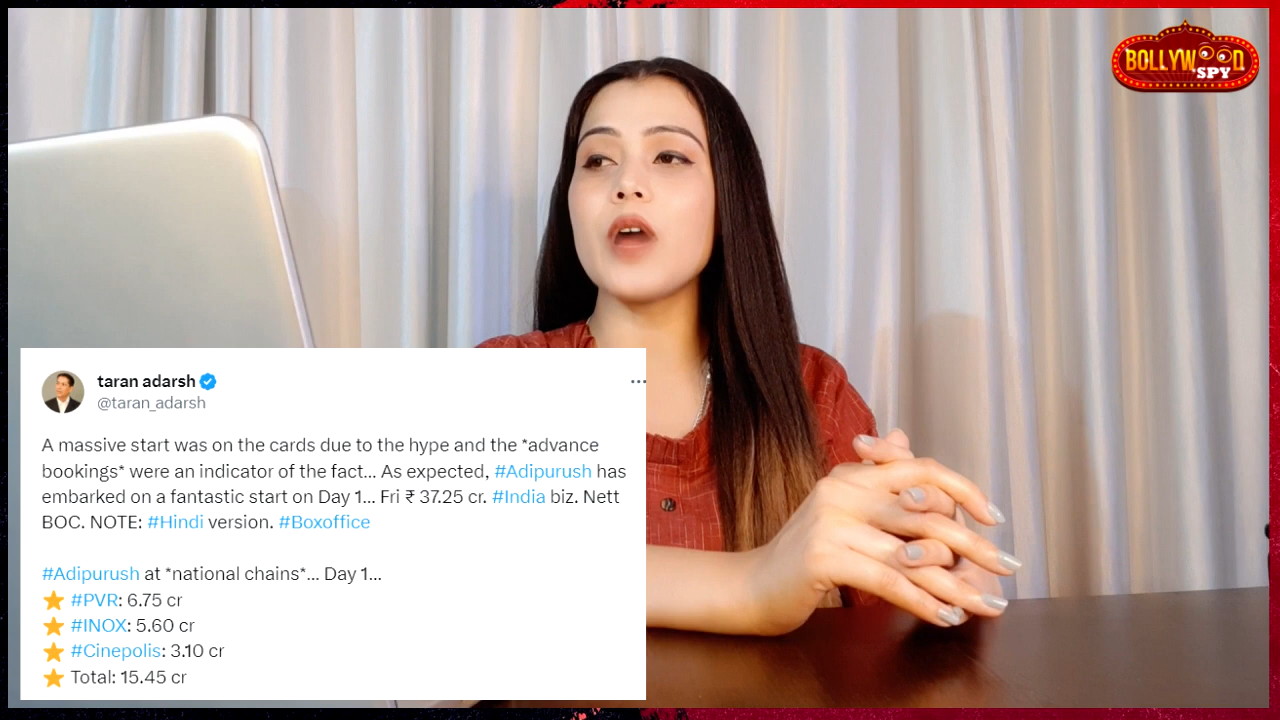 BOLLYWOOD
SPY
taran adarsh
@taran_adarsh
A massive start was on the cards due to the hype and the *advance
bookings* were an indicator of the fact... As expected, #Adipurush has
embarked on a fantastic start on Day 1... Fri ₹ 37.25 cr. #India biz. Nett
BOC. NOTE: #Hindi version. #Boxoffice
#Adipurush at *national chains*... Day 1...
⭐ #PVR: 6.75 cr
⭐ #INOX: 5.60 cr
⭐ #Cinepolis: 3.10 cr
⭐ Total: 15.45 cr